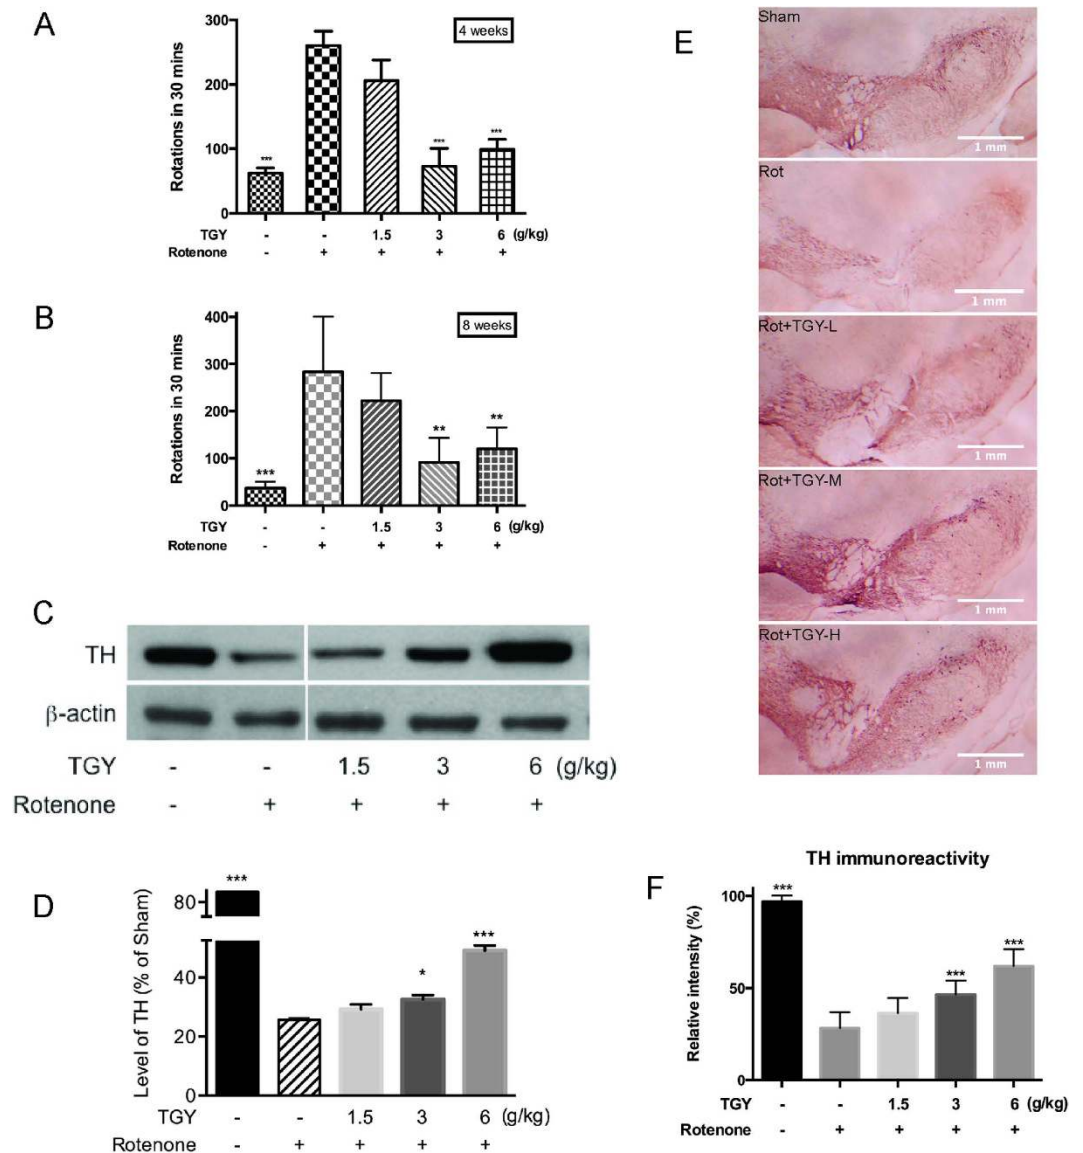 A
4 weeks
Rotations in 30 mins
300
200
100
0
*** *** ***
TGY - - 1.5 3 6 (g/kg)
Rotenone - + + + +
B
8 weeks
Rotations in 30 mins
400
300
200
100
0
*** ** **
TGY - - 1.5 3 6 (g/kg)
Rotenone - + + + +
C
TH
β-actin
TGY - - 1.5 3 6 (g/kg)
Rotenone - + + + +
D
Level of TH (% of Sham)
80
40
20
0
*** * ***
TGY - - 1.5 3 6 (g/kg)
Rotenone - + + + +
E
Sham
1 mm
Rot
1 mm
Rot+TGY-L
1 mm
Rot+TGY-M
1 mm
Rot+TGY-H
1 mm
F
TH immunoreactivity
Relative intensity (%)
100
50
0
*** *** ***
TGY - - 1.5 3 6 (g/kg)
Rotenone - + + + +